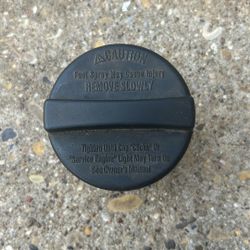 ⚠CAUTION
Fuel Spray May Cause Injury
REMOVE SLOWLY
Tighten Until Cap "Clicks" Or
"Service Engine" Light May Turn On
See Owner's Manual